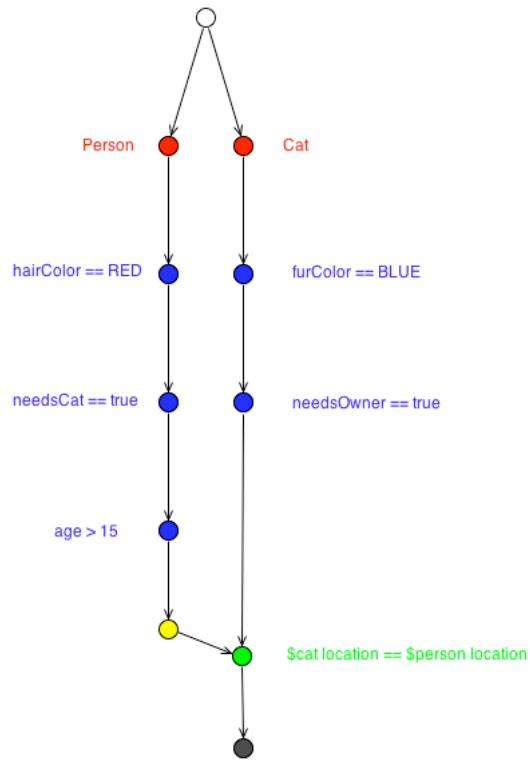 Person
Cat
hairColor == RED
furColor == BLUE
needsCat == true
needsOwner == true
age > 15
$cat location == $person location